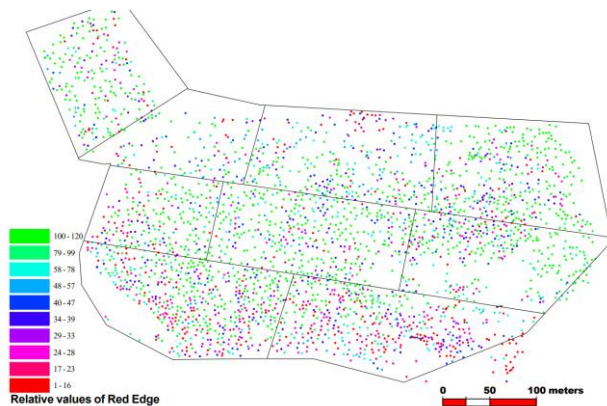 100 - 120
79 - 99
58 - 78
48 - 57
40 - 47
34 - 39
29 - 33
24 - 28
17 - 23
1 - 16
Relative values of Red Edge
0 50 100 meters